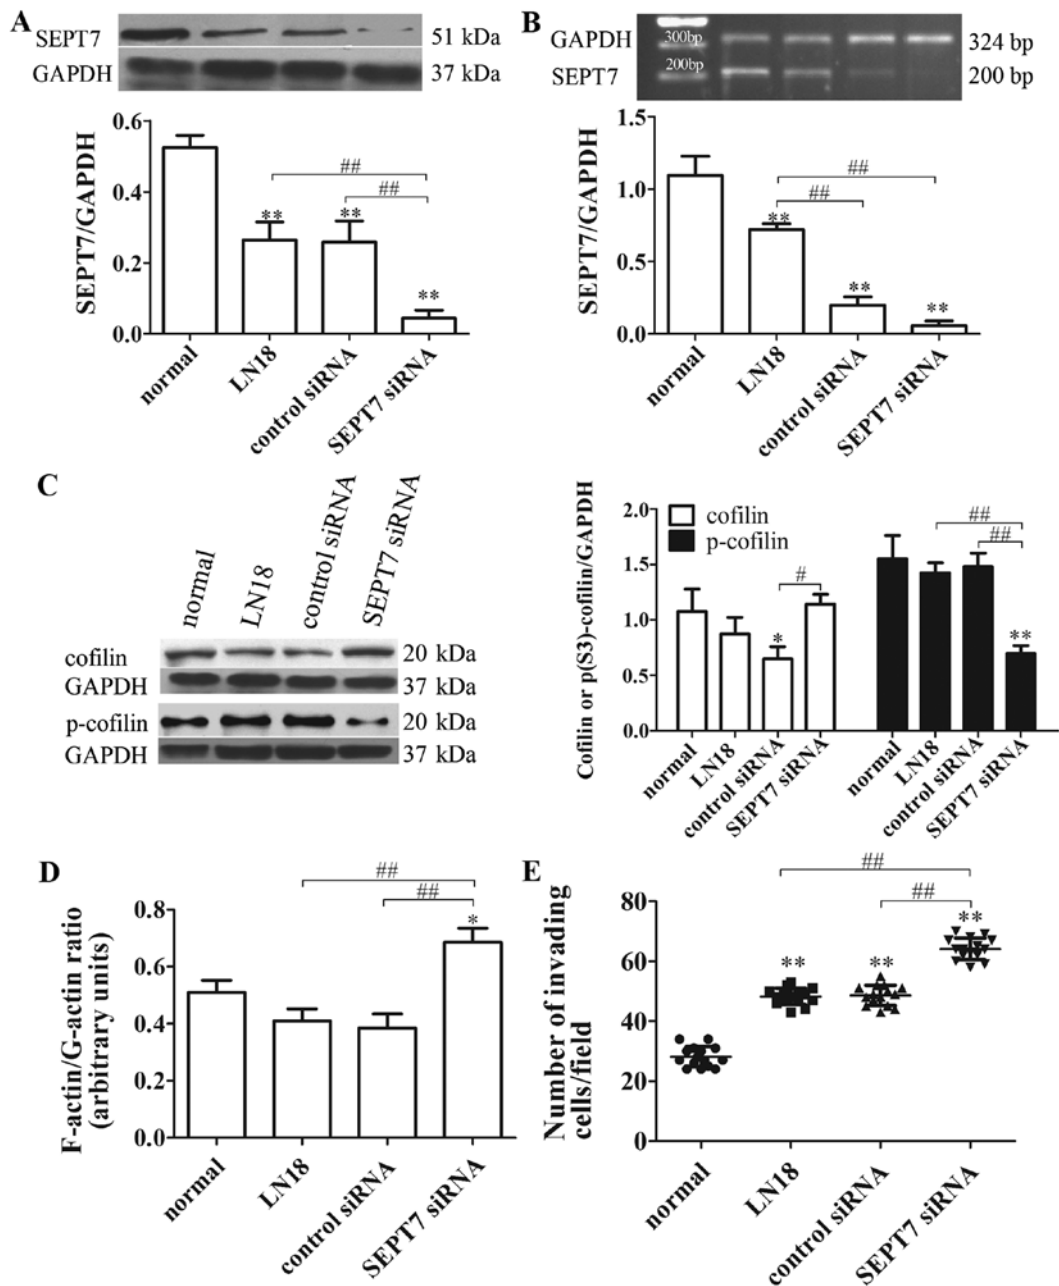 A
SEPT7
51 kDa
GAPDH
37 kDa
SEPT7/GAPDH
0.6
0.4
0.2
0.0
##
##
**
**
**
normal
LN18
control siRNA
SEPT7 siRNA
B
GAPDH
300bp
324 bp
SEPT7
200bp
200 bp
SEPT7/GAPDH
1.5
1.0
0.5
0.0
##
##
**
**
**
normal
LN18
control siRNA
SEPT7 siRNA
C
normal
LN18
control siRNA
SEPT7 siRNA
cofilin
20 kDa
GAPDH
37 kDa
p-cofilin
20 kDa
GAPDH
37 kDa
Cofilin or p(S3)-cofilin/GAPDH
2.0
1.5
1.0
0.5
0.0
cofilin
p-cofilin
#
*
##
##
**
normal
LN18
control siRNA
SEPT7 siRNA
normal
LN18
control siRNA
SEPT7 siRNA
D
F-actin/G-actin ratio
(arbitrary units)
0.8
0.6
0.4
0.0
##
##
*
normal
LN18
control siRNA
SEPT7 siRNA
E
Number of invading
cells/field
80
60
40
20
0
##
##
**
**
**
normal
LN18
control siRNA
SEPT7 siRNA